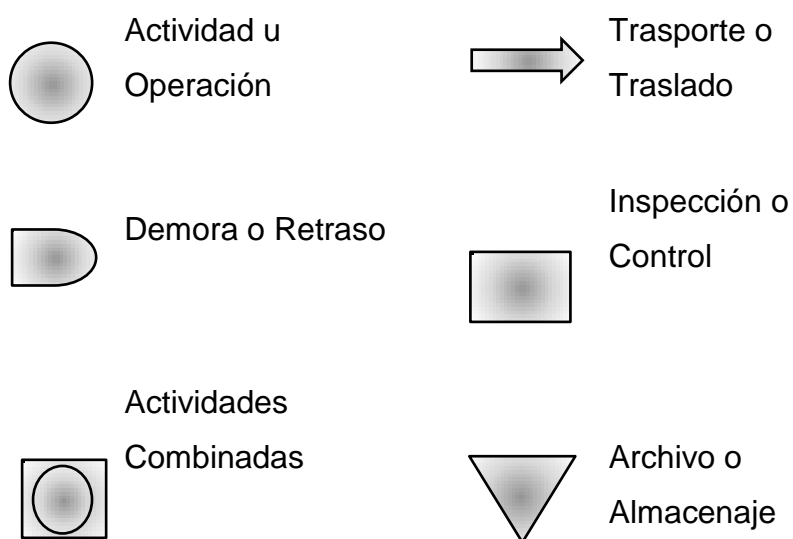 Actividad u
Operación
Trasporte o
Traslado
Demora o Retraso
Inspección o
Control
Actividades
Combinadas
Archivo o
Almacenaje